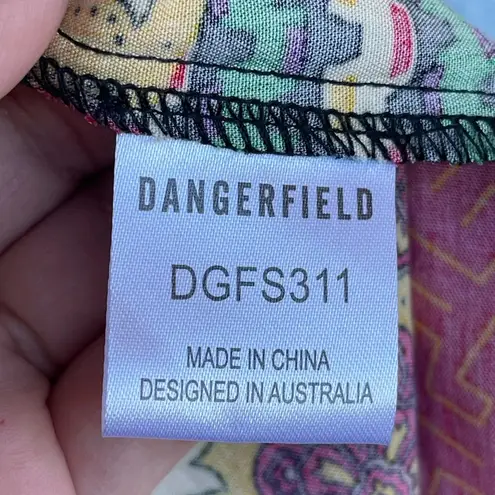 DANGERFIELD
DGFS311
MADE IN CHINA
DESIGNED IN AUSTRALIA